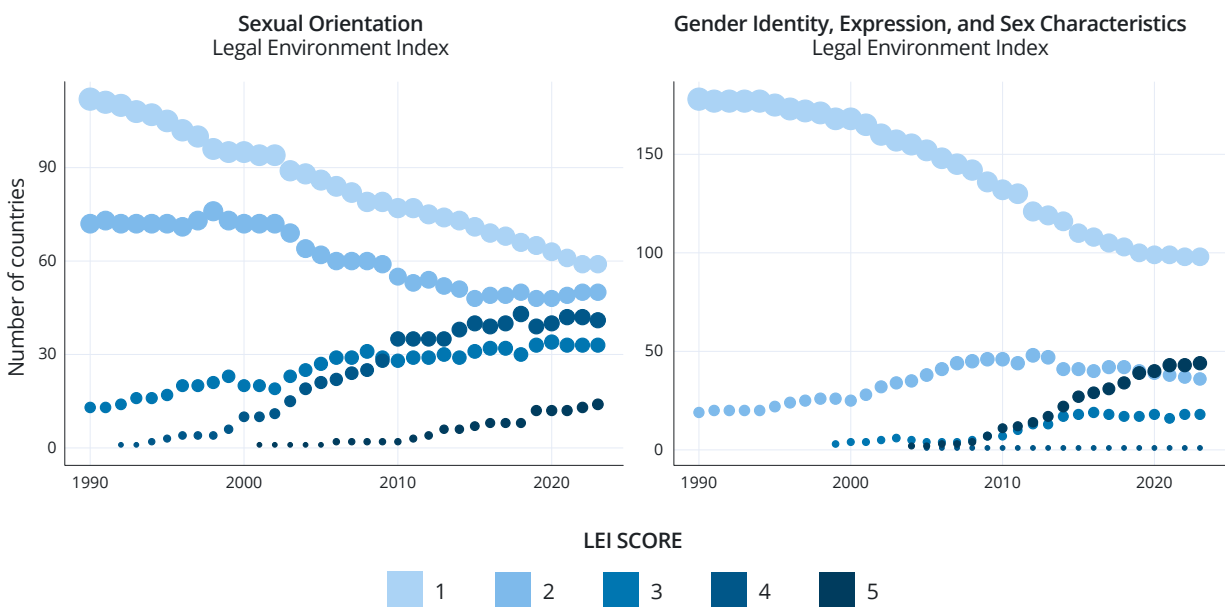 Sexual Orientation
Legal Environment Index
Number of countries
90
60
30
0
1990
2000
2010
2020
Gender Identity, Expression, and Sex Characteristics
Legal Environment Index
150
100
50
0
1990
2000
2010
2020
LEI SCORE
1 2 3 4 5